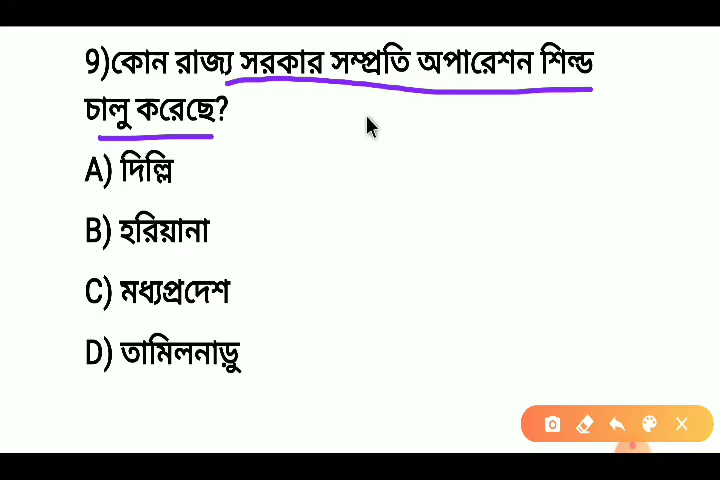 9)কোন রাজ্য সরকার সম্প্রতি অপারেশন শিল্ড
চালু করেছে?
A) দিল্লি
B) হরিয়ানা
C) মধ্যপ্রদেশ
D) তামিলনাড়ু